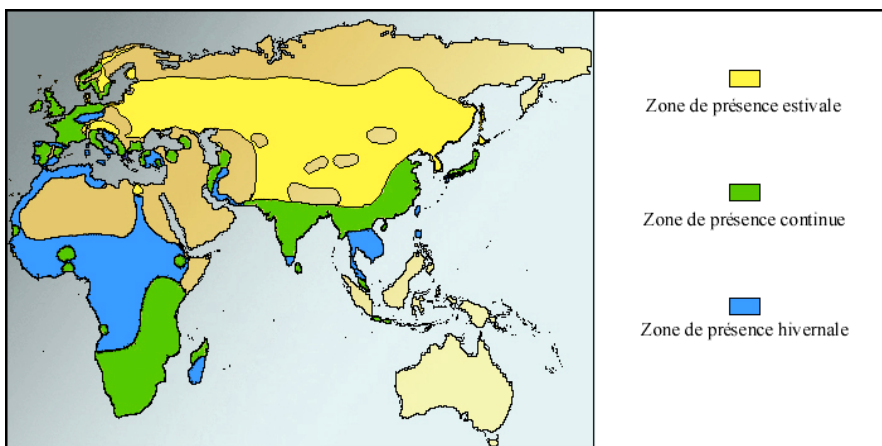 Zone de présence estivale
Zone de présence continue
Zone de présence hivernale